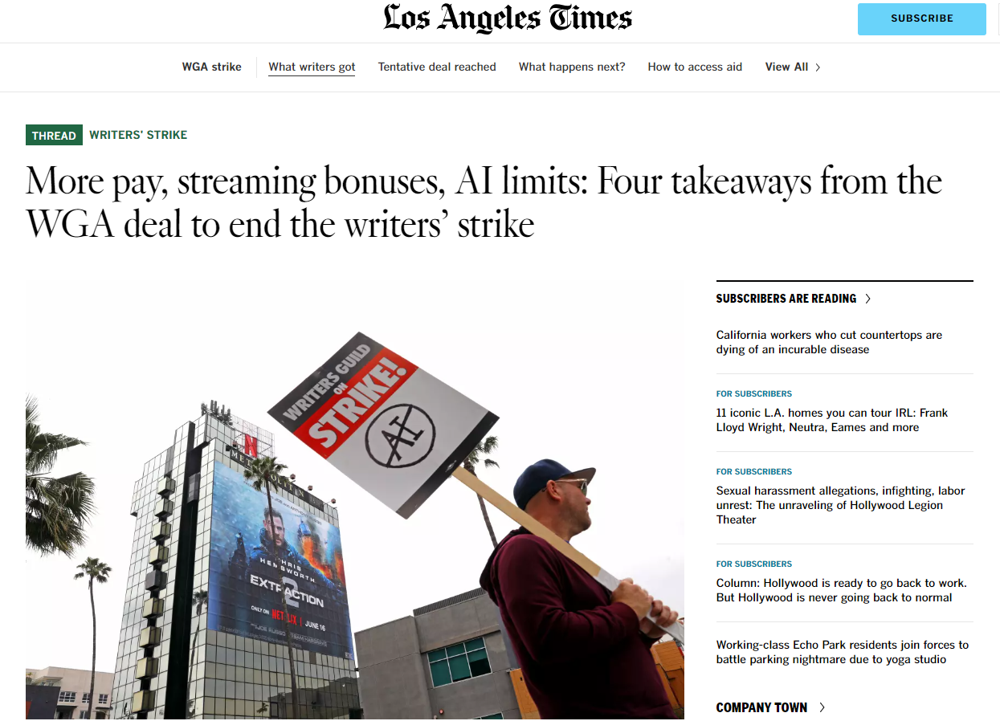 Los Angeles Times
SUBSCRIBE
WGA strike
What writers got
Tentative deal reached
What happens next?
How to access aid
View All
THREAD
WRITERS' STRIKE
More pay, streaming bonuses, AI limits: Four takeaways from the
WGA deal to end the writers’ strike
WRITERS GUILD
ON
STRIKE!
AI
N
CHRIS
HEMSWORTH
EXTRACTION
2
ONLY ON NETFLIX | JUNE 16
SUBSCRIBERS ARE READING
California workers who cut countertops are
dying of an incurable disease
FOR SUBSCRIBERS
11 iconic L.A. homes you can tour IRL: Frank
Lloyd Wright, Neutra, Eames and more
FOR SUBSCRIBERS
Sexual harassment allegations, infighting, labor
unrest: The unraveling of Hollywood Legion
Theater
FOR SUBSCRIBERS
Column: Hollywood is ready to go back to work.
But Hollywood is never going back to normal
Working-class Echo Park residents join forces to
battle parking nightmare due to yoga studio
COMPANY TOWN